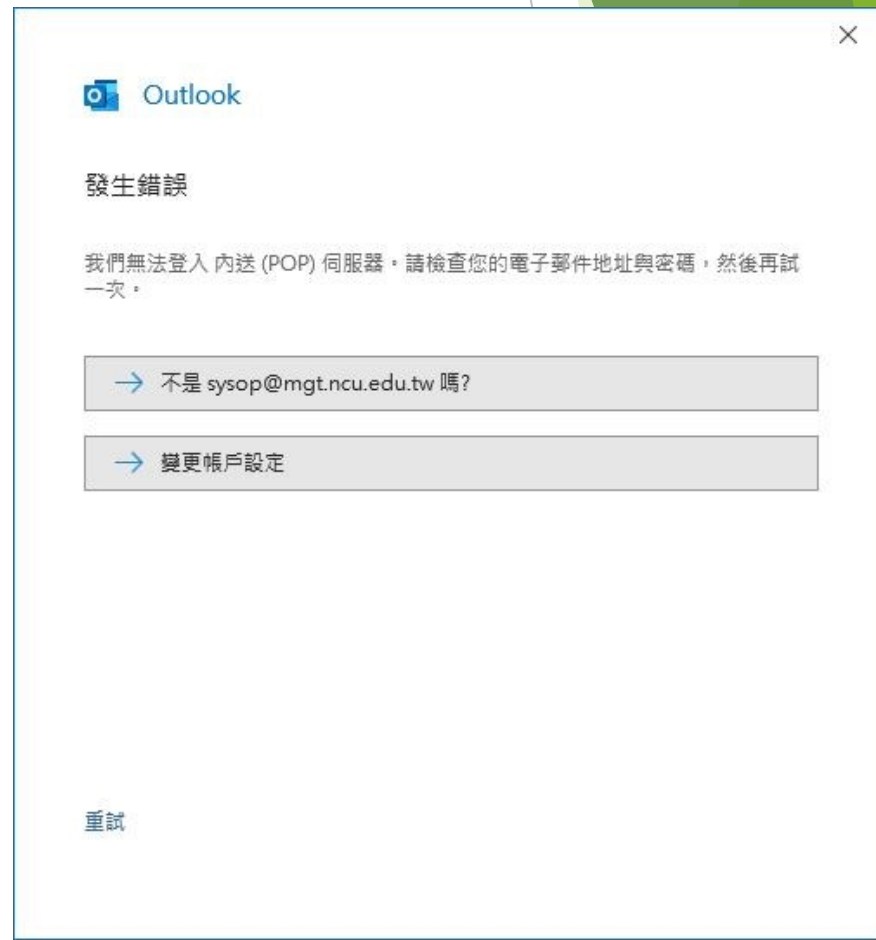 Outlook
發生錯誤
我們無法登入 內送 (POP) 伺服器。請檢查您的電子郵件地址與密碼，然後再試
一次。
不是 sysop@mgt.ncu.edu.tw 嗎?
變更帳戶設定
重試